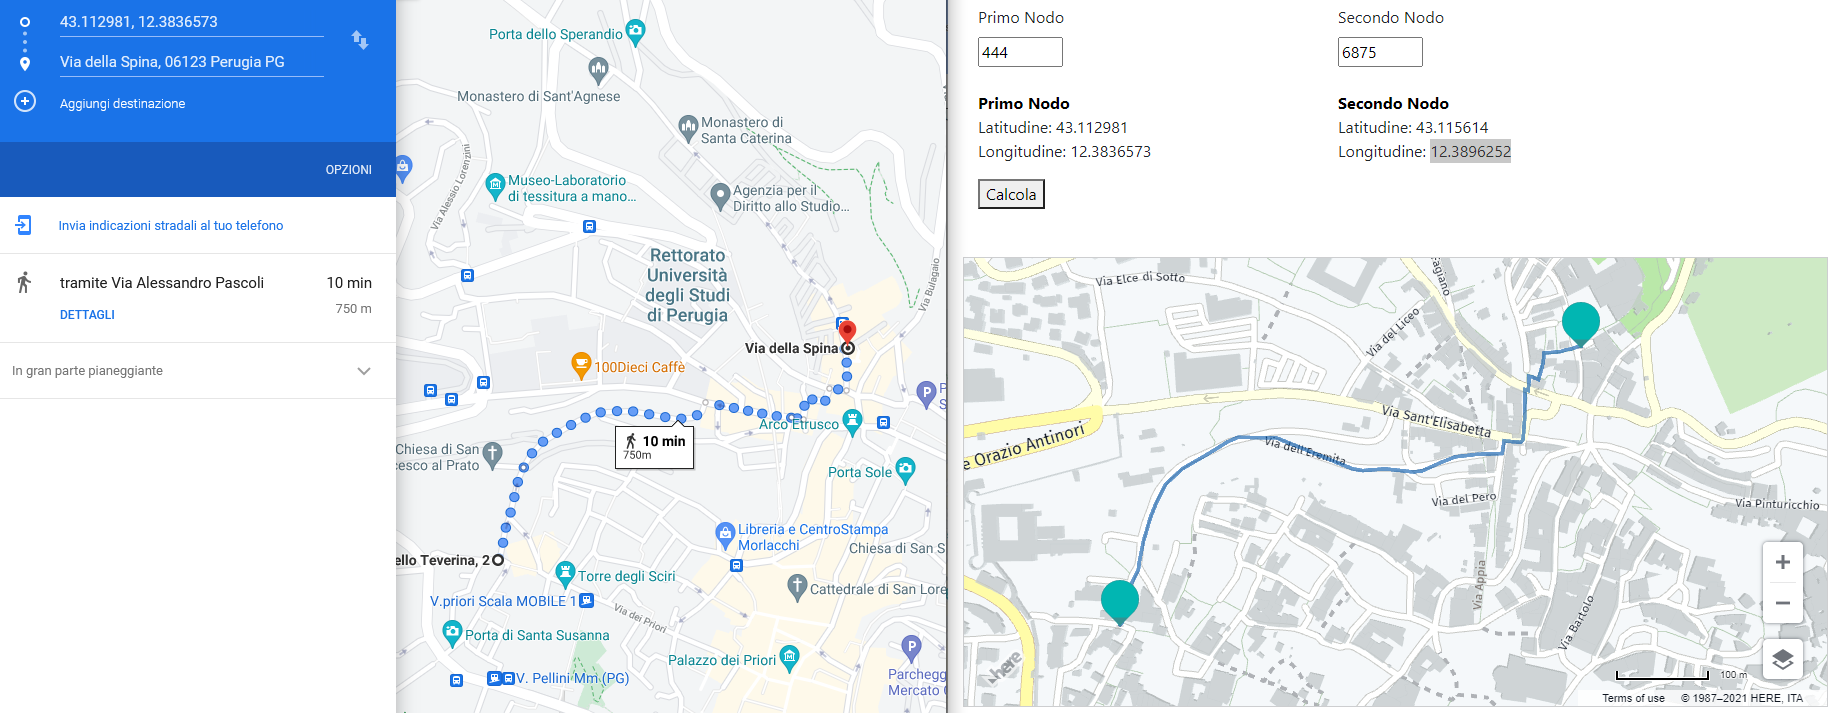 43.112981, 12.3836573
Via della Spina, 06123 Perugia PG
Aggiungi destinazione
OPZIONI
Invia indicazioni stradali al tuo telefono
tramite Via Alessandro Pascoli
10 min
750 m
DETTAGLI
In gran parte pianeggiante
Porta dello Sperandio
Monastero di Sant'Agnese
Monastero di
Santa Caterina
Via Alessio Lorenzini
Museo-Laboratorio
di tessitura a mano...
Agenzia per il
Diritto allo Studio...
Rettorato
Università
degli Studi
di Perugia
Via Bulagaio
Via della Spina
100Dieci Caffè
P
P
S
Arco Etrusco
10 min
750m
Chiesa di San
cesco al Prato
Porta Sole
Libreria e CentroStampa
Morlacchi
Chiesa di San S
ello Teverina, 2
Torre degli Sciri
Cattedrale di San Lore
V.priori Scala MOBILE 1
Via dei Priori
Porta di Santa Susanna
Palazzo dei Priori
P
Parchegg
Mercato C
V. Pellini Mm (PG)
Primo Nodo
Secondo Nodo
444
6875
Primo Nodo
Latitudine: 43.112981
Longitudine: 12.3836573
Secondo Nodo
Latitudine: 43.115614
Longitudine: 12.3896252
Calcola
Via Elce di Sotto
Fagiano
Via del Liceo
Via Sant'Elisabetta
e Orazio Antinori
Via dell'Eremita
Via del Pero
Via Pinturicchio
Via Appia
Via Bartolo
here
+
−
100 m
Terms of use
© 1987–2021 HERE, ITA